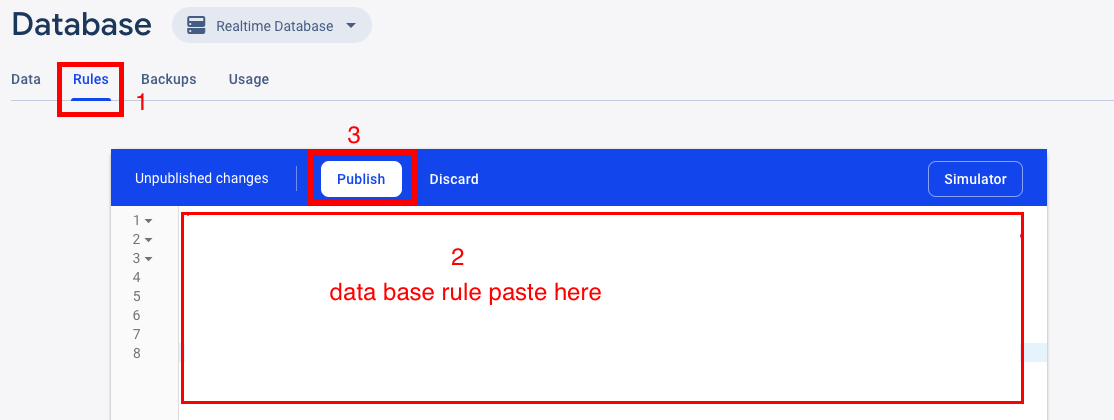 Database Realtime Database
Data Rules Backups Usage
1
3
Unpublished changes Publish Discard Simulator
1
2
3
4
5
6
7
8
2
data base rule paste here